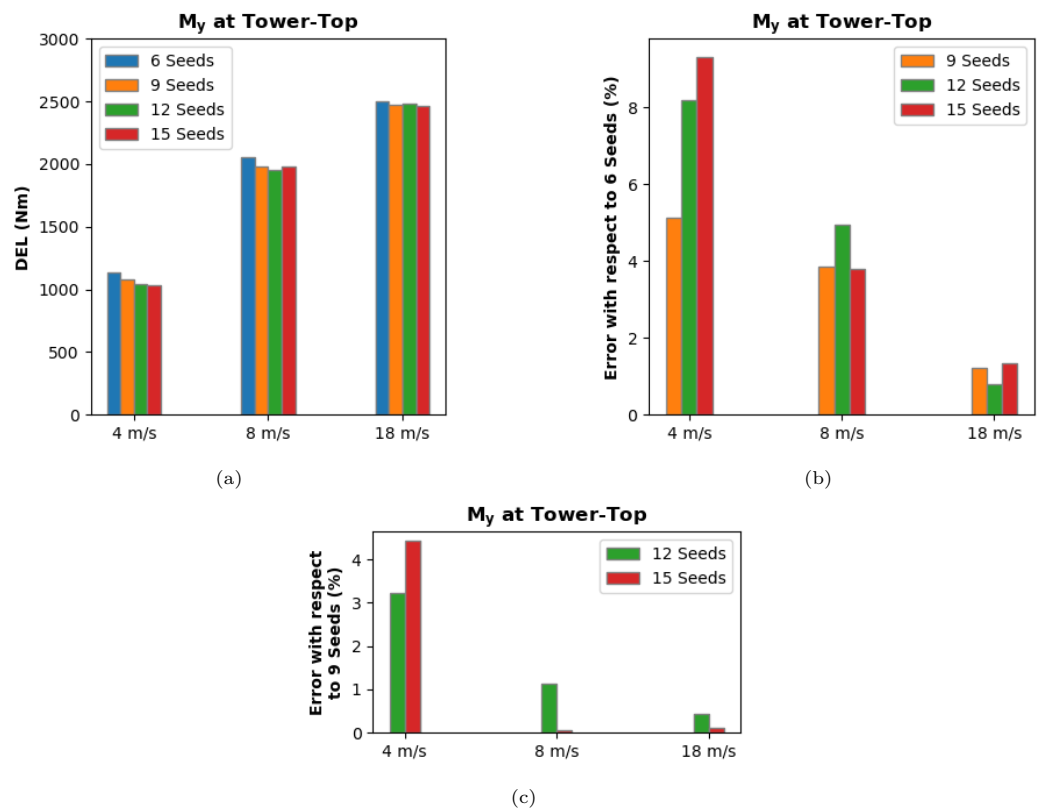 M_y at Tower-Top
3000
2500
2000
1500
1000
500
0
DEL (Nm)
6 Seeds
9 Seeds
12 Seeds
15 Seeds
4 m/s
8 m/s
18 m/s
(a)
M_y at Tower-Top
8
6
4
2
0
Error with respect to 6 Seeds (%)
9 Seeds
12 Seeds
15 Seeds
4 m/s
8 m/s
18 m/s
(b)
M_y at Tower-Top
4
3
2
1
0
Error with respect
to 9 Seeds (%)
12 Seeds
15 Seeds
4 m/s
8 m/s
18 m/s
(c)